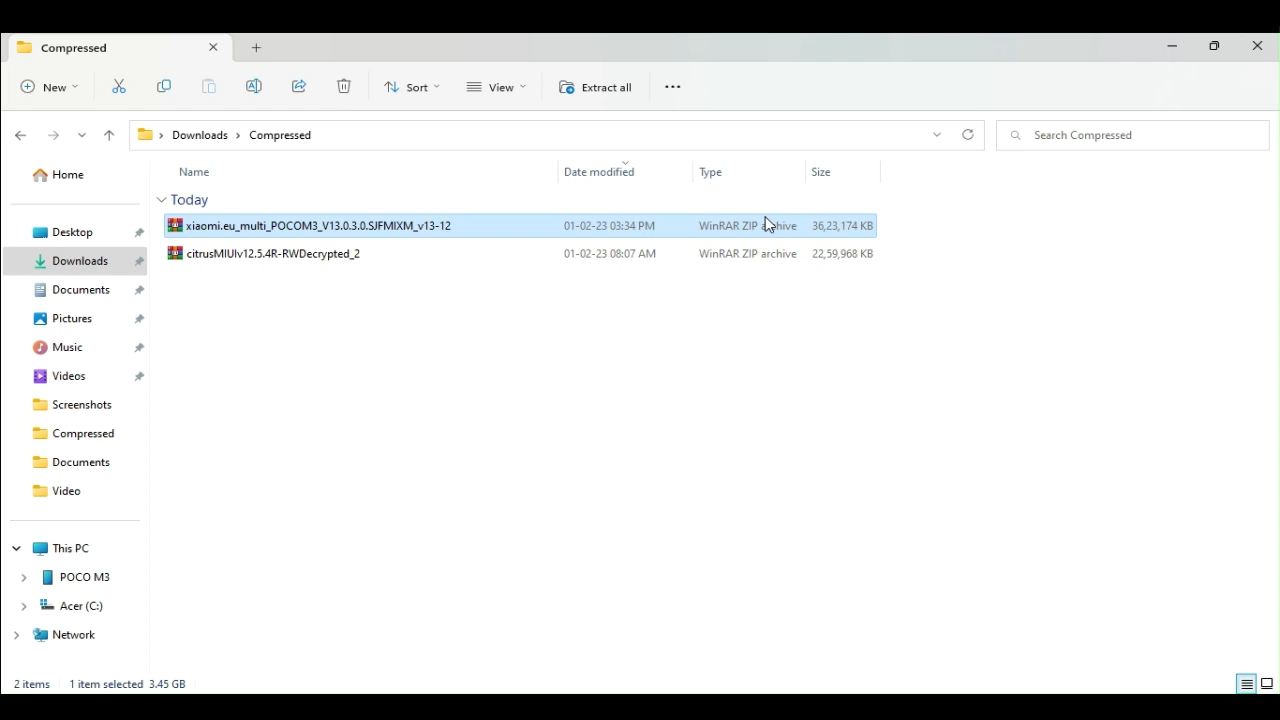 Compressed
New Sort View Extract all
Downloads Compressed Search Compressed
Name Date modified Type Size
Home
Today
xiaomi.eu_multi_POCOM3_V13.0.3.0.SJFMIXM_v13-12 01-02-23 03:34 PM WinRAR ZIP archive 36,23,174 KB
citrusMIUIv12.5.4R-RWDecrypted_2 01-02-23 08:07 AM WinRAR ZIP archive 22,59,968 KB
Desktop
Downloads
Documents
Pictures
Music
Videos
Screenshots
Compressed
Documents
Video
This PC
POCO M3
Acer (C:)
Network
2 items 1 item selected 3.45 GB